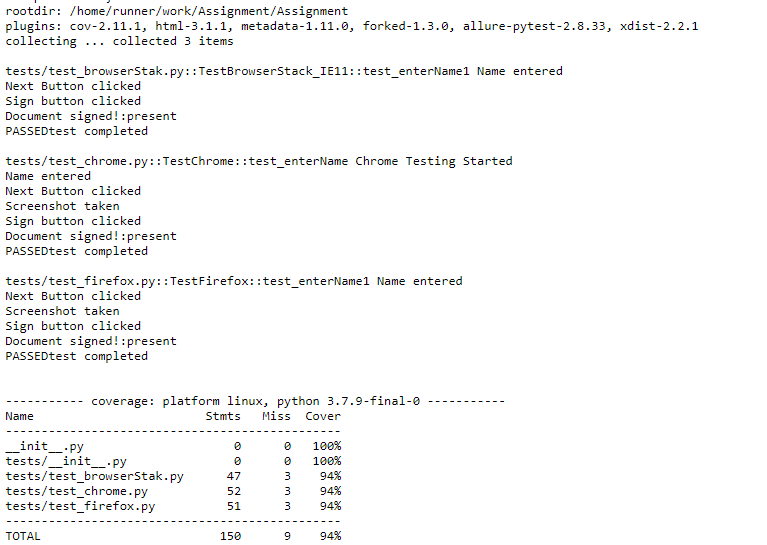 rootdir: /home/runner/work/Assignment/Assignment
plugins: cov-2.11.1, html-3.1.1, metadata-1.11.0, forked-1.3.0, allure-pytest-2.8.33, xdist-2.2.1
collecting ... collected 3 items
tests/test_browserStak.py::TestBrowserStack_IE11::test_enterName1 Name entered
Next Button clicked
Sign button clicked
Document signed!:present
PASSEDtest completed
tests/test_chrome.py::TestChrome::test_enterName Chrome Testing Started
Name entered
Next Button clicked
Screenshot taken
Sign button clicked
Document signed!:present
PASSEDtest completed
tests/test_firefox.py::TestFirefox::test_enterName1 Name entered
Next Button clicked
Screenshot taken
Sign button clicked
Document signed!:present
PASSEDtest completed
----------- coverage: platform linux, python 3.7.9-final-0 -----------
Name                        Stmts   Miss  Cover
-----------------------------------------------
__init__.py                     0      0   100%
tests/__init__.py               0      0   100%
tests/test_browserStak.py      47      3    94%
tests/test_chrome.py           52      3    94%
tests/test_firefox.py          51      3    94%
-----------------------------------------------
TOTAL                         150      9    94%